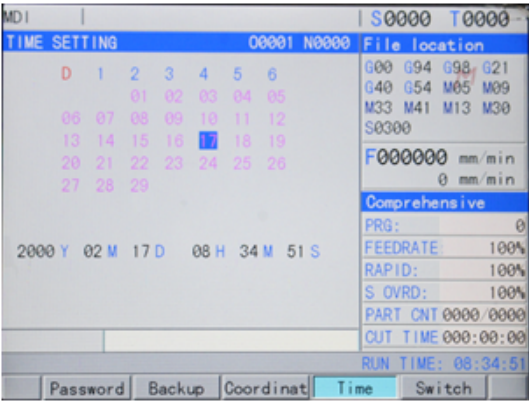 MDI
S0000 T0000
TIME SETTING O0001 N0000
D 1 2 3 4 5 6
01 02 03 04 05
06 07 08 09 10 11 12
13 14 15 16 17 18 19
20 21 22 23 24 25 26
27 28 29
2000 Y 02 M 17 D 08 H 34 M 51 S
File location
G00 G94 G98 G21
G40 G54 M05 M09
M33 M41 M13 M30
S0300
F000000 mm/min
0 mm/min
Comprehensive
PRG: 0
FEEDRATE 100%
RAPID: 100%
S OVRD: 100%
PART CNT 0000/0000
CUT TIME 000:00:00
RUN TIME: 08:34:51
Password Backup Coordinat Time Switch